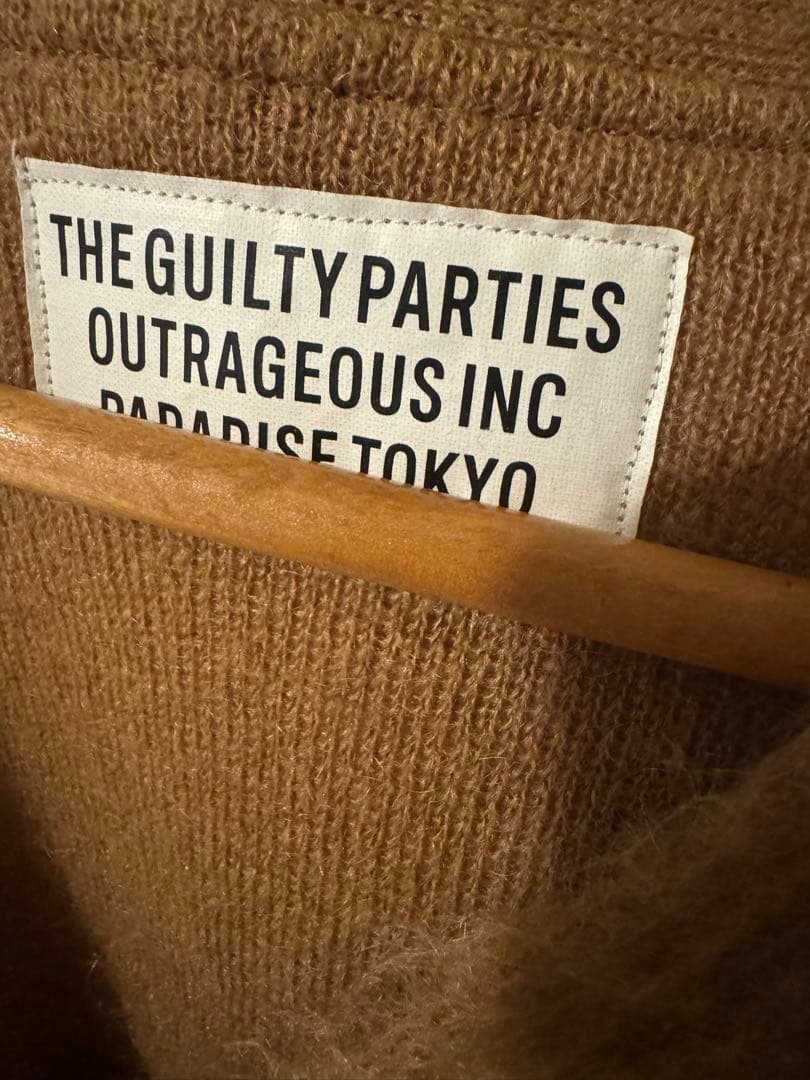 THE GUILTY PARTIES
OUTRAGEOUS INC
PARADISE TOKYO